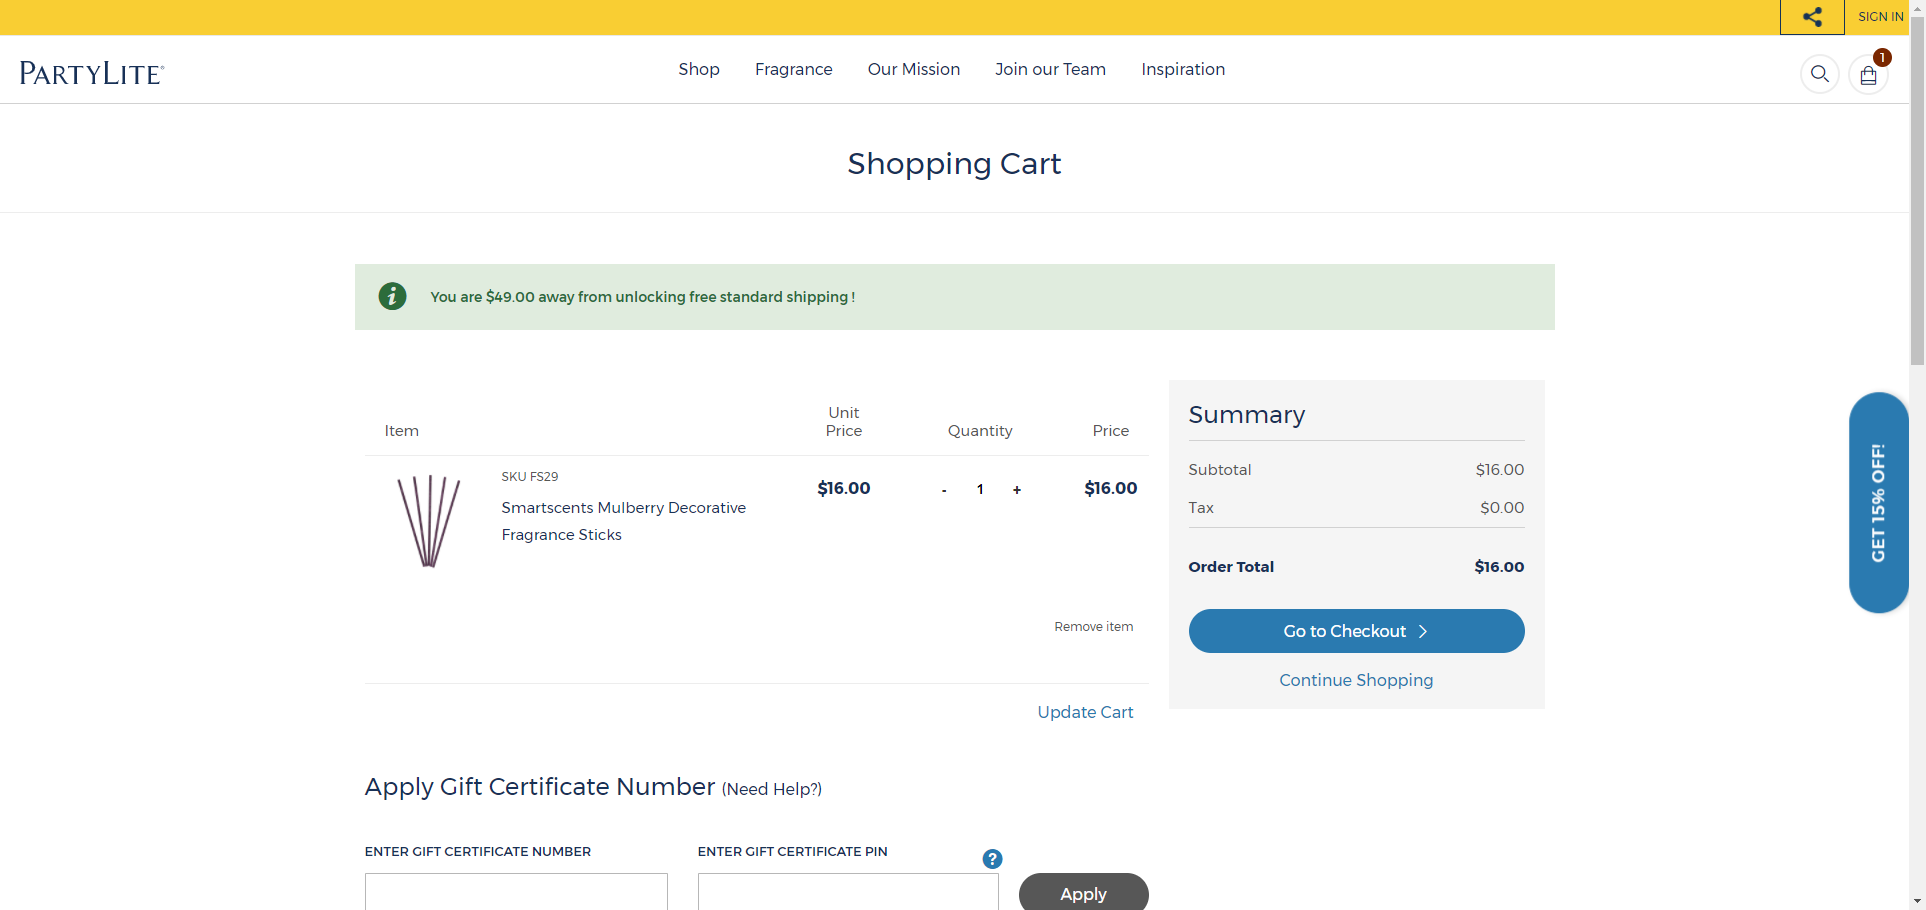 SIGN IN
PARTYLITE
Shop
Fragrance
Our Mission
Join our Team
Inspiration
1
Shopping Cart
i
You are $49.00 away from unlocking free standard shipping !
Item
Unit
Price
Quantity
Price
SKU FS29
Smartscents Mulberry Decorative
Fragrance Sticks
$16.00
- 1 +
$16.00
Remove item
Update Cart
Summary
Subtotal $16.00
Tax $0.00
Order Total $16.00
Go to Checkout
Continue Shopping
GET 15% OFF!
Apply Gift Certificate Number (Need Help?)
ENTER GIFT CERTIFICATE NUMBER
ENTER GIFT CERTIFICATE PIN
?
Apply